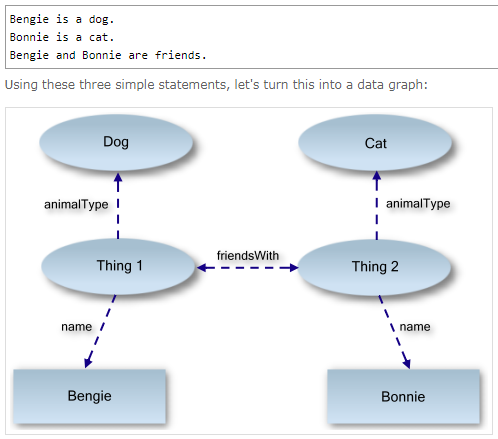 Bengie is a dog.
Bonnie is a cat.
Bengie and Bonnie are friends.
Using these three simple statements, let's turn this into a data graph:
Dog
Cat
animalType
animalType
friendsWith
Thing 1
Thing 2
name
name
Bengie
Bonnie